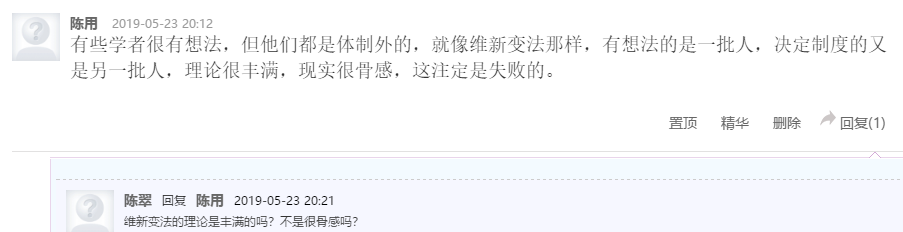 陈用 2019-05-23 20:12
有些学者很有想法，但他们都是体制外的，就像维新变法那样，有想法的是一批人，决定制度的又
是另一批人，理论很丰满，现实很骨感，这注定是失败的。
置顶 精华 删除 回复(1)
陈翠 回复 陈用 2019-05-23 20:21
维新变法的理论是丰满的吗？不是很骨感吗？